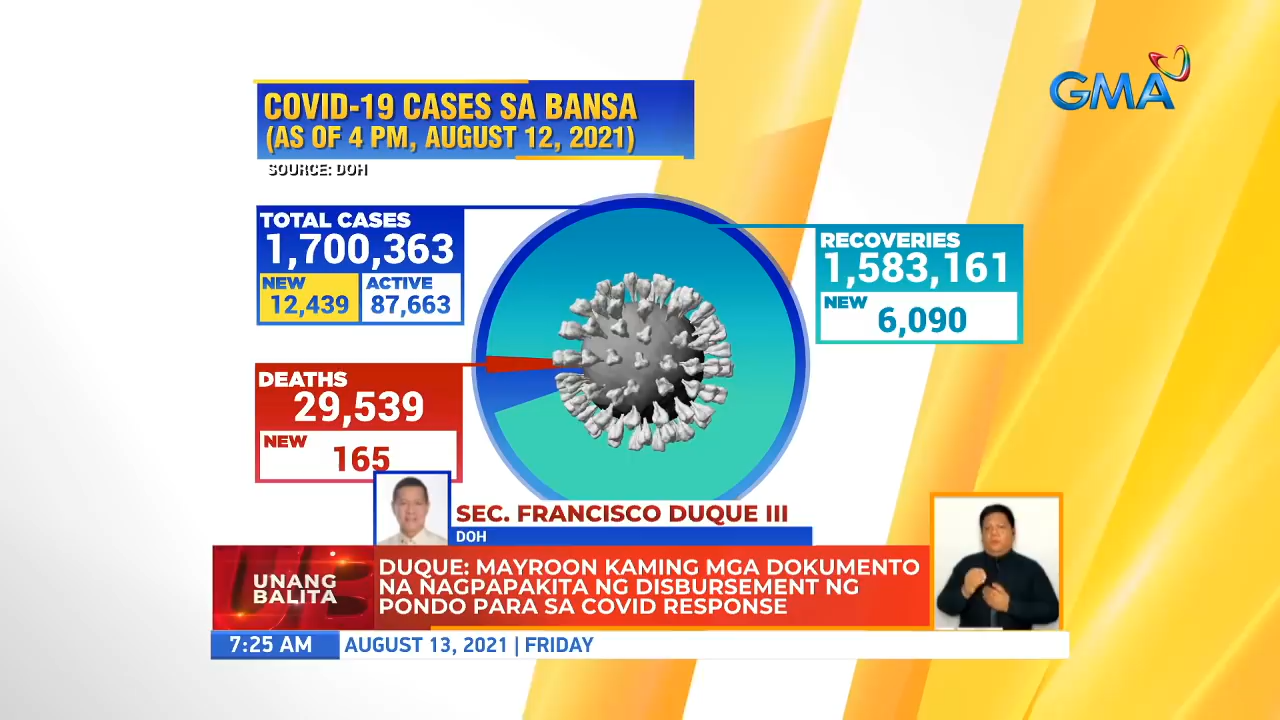 GMA
COVID-19 CASES SA BANSA
(AS OF 4 PM, AUGUST 12, 2021)
SOURCE: DOH
TOTAL CASES
1,700,363
NEW
12,439
ACTIVE
87,663
RECOVERIES
1,583,161
NEW
6,090
DEATHS
29,539
NEW
165
SEC. FRANCISCO DUQUE III
DOH
UNANG
BALITA
DUQUE: MAYROON KAMING MGA DOKUMENTO
NA NAGPAPAKITA NG DISBURSEMENT NG
PONDO PARA SA COVID RESPONSE
7:25 AM
AUGUST 13, 2021 | FRIDAY